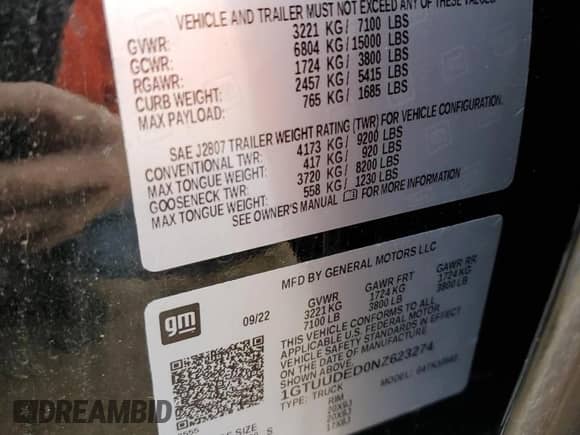 VEHICLE AND TRAILER MUST NOT EXCEED ANY OF THESE VALUES
GVWR: 3221 KG / 7100 LBS
GCWR: 6804 KG / 15000 LBS
RGAWR: 1724 KG / 3800 LBS
CURB WEIGHT: 2457 KG / 5415 LBS
MAX PAYLOAD: 765 KG / 1685 LBS
SAE J2807 TRAILER WEIGHT RATING (TWR) FOR VEHICLE CONFIGURATION.
CONVENTIONAL TWR: 4173 KG / 9200 LBS
MAX TONGUE WEIGHT: 417 KG / 920 LBS
GOOSENECK TWR: 3720 KG / 8200 LBS
MAX TONGUE WEIGHT: 558 KG / 1230 LBS
SEE OWNER'S MANUAL FOR MORE INFORMATION
MFD BY GENERAL MOTORS LLC
gm 09/22
GVWR GAWR FRT GAWR RR
3221KG 1724 KG 1724 KG
7100 LB 3800 LB 3800 LB
THIS VEHICLE CONFORMS TO ALL
APPLICABLE U.S. FEDERAL MOTOR
VEHICLE SAFETY STANDARDS IN EFFECT
ON THE DATE OF MANUFACTURE
1GTUUDED0NZ623274
TYPE: TRUCK MODEL:
RIM
20X9J
20X9J
17X8J
DREAMBID